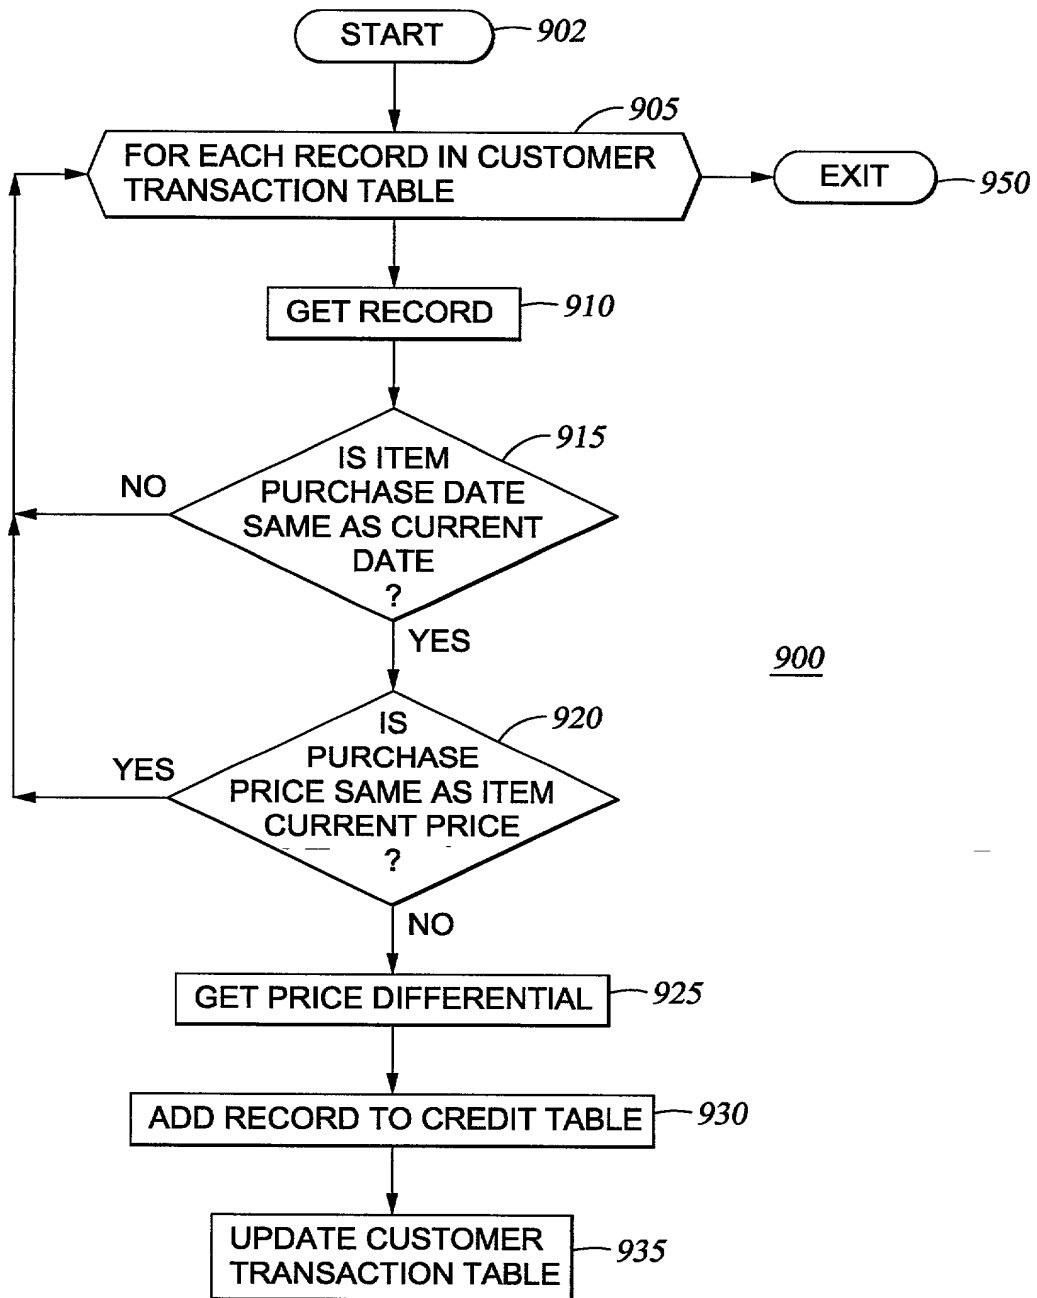 START
902
905
FOR EACH RECORD IN CUSTOMER
TRANSACTION TABLE
EXIT
950
GET RECORD
910
915
IS ITEM
PURCHASE DATE
SAME AS CURRENT
DATE
?
NO
YES
900
920
IS
PURCHASE
PRICE SAME AS ITEM
CURRENT PRICE
?
YES
NO
GET PRICE DIFFERENTIAL
925
ADD RECORD TO CREDIT TABLE
930
UPDATE CUSTOMER
TRANSACTION TABLE
935